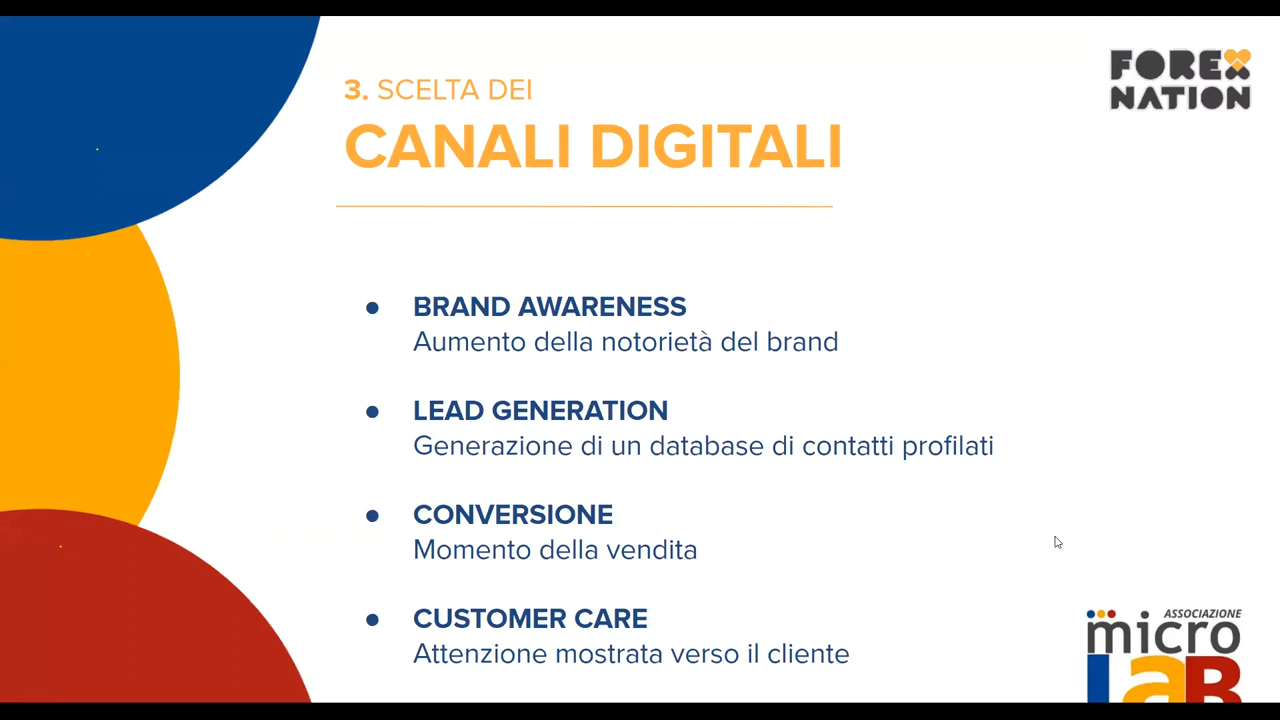 3. SCELTA DEI
CANALI DIGITALI
FOREX
NATION
● BRAND AWARENESS
Aumento della notorietà del brand
● LEAD GENERATION
Generazione di un database di contatti profilati
● CONVERSIONE
Momento della vendita
● CUSTOMER CARE
Attenzione mostrata verso il cliente
ASSOCIAZIONE
micro
LaB